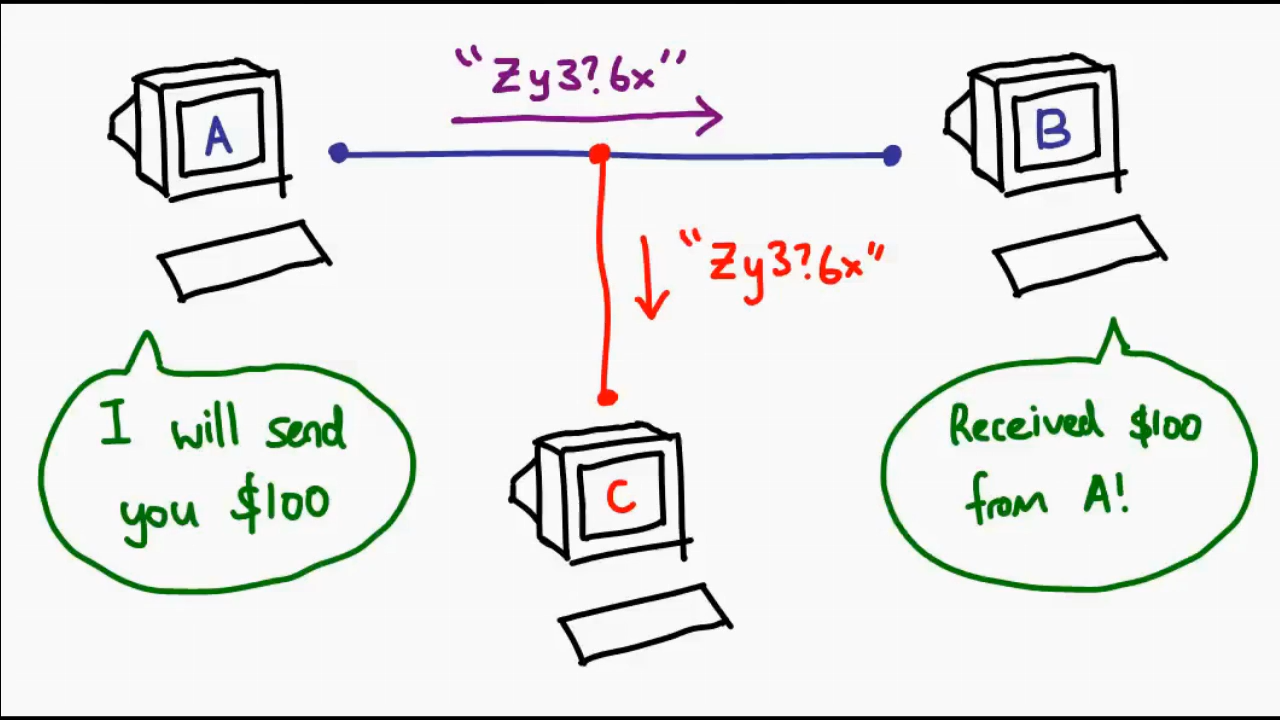 “Zy3?6x”
A
B
“Zy3?6x”
I will send
you $100
Received $100
from A!
C